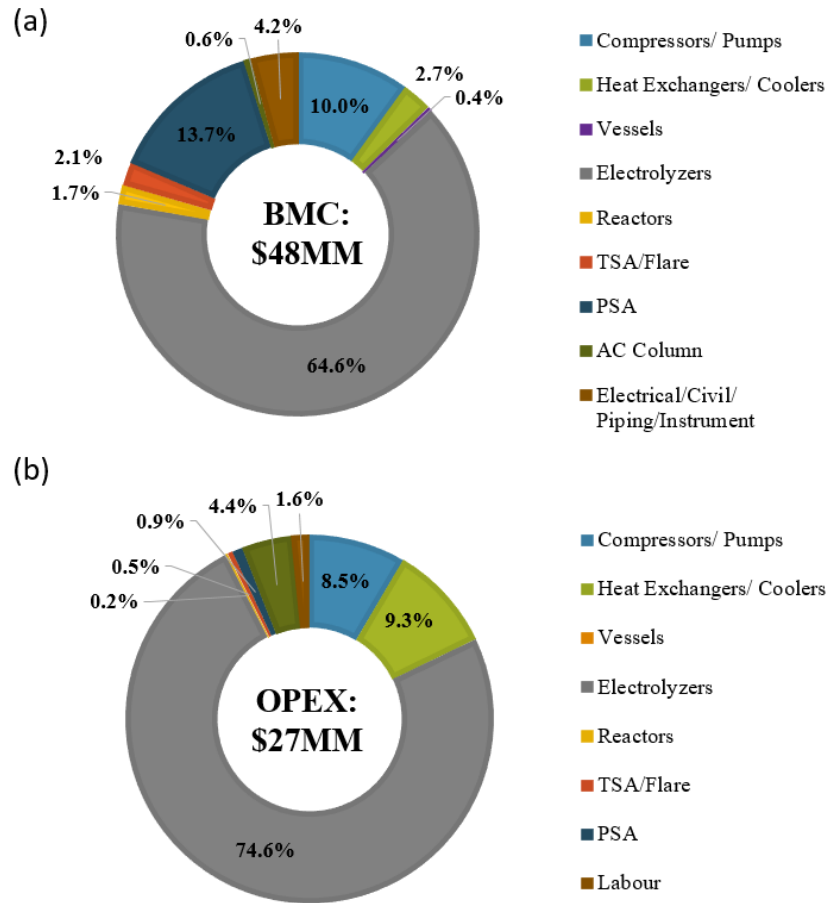 (a)
0.6%
4.2%
10.0%
2.7%
0.4%
13.7%
2.1%
1.7%
BMC:
$48MM
64.6%
Compressors/ Pumps
Heat Exchangers/ Coolers
Vessels
Electrolyzers
Reactors
TSA/Flare
PSA
AC Column
Electrical/Civil/
Piping/Instrument
(b)
4.4%
1.6%
0.9%
0.5%
0.2%
8.5%
9.3%
OPEX:
$27MM
74.6%
Compressors/ Pumps
Heat Exchangers/ Coolers
Vessels
Electrolyzers
Reactors
TSA/Flare
PSA
Labour